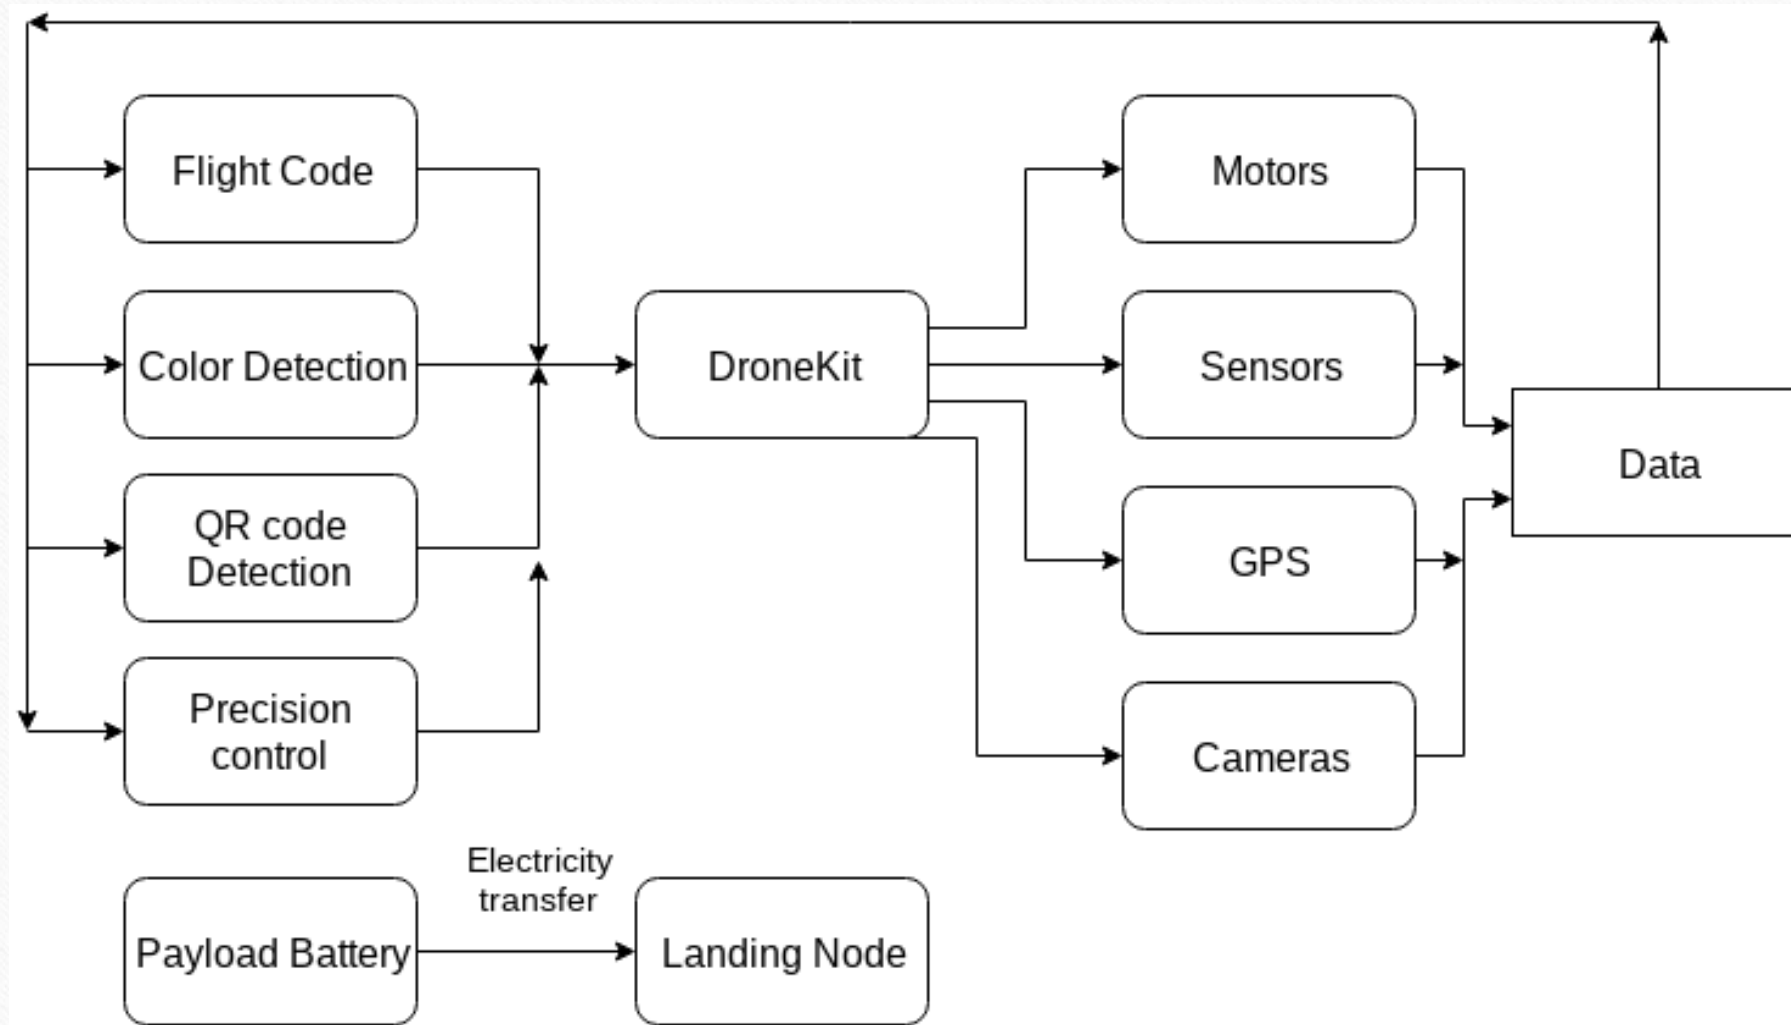 Flight Code
Color Detection
QR code
Detection
Precision
control
DroneKit
Motors
Sensors
GPS
Cameras
Data
Payload Battery
Electricity
transfer
Landing Node